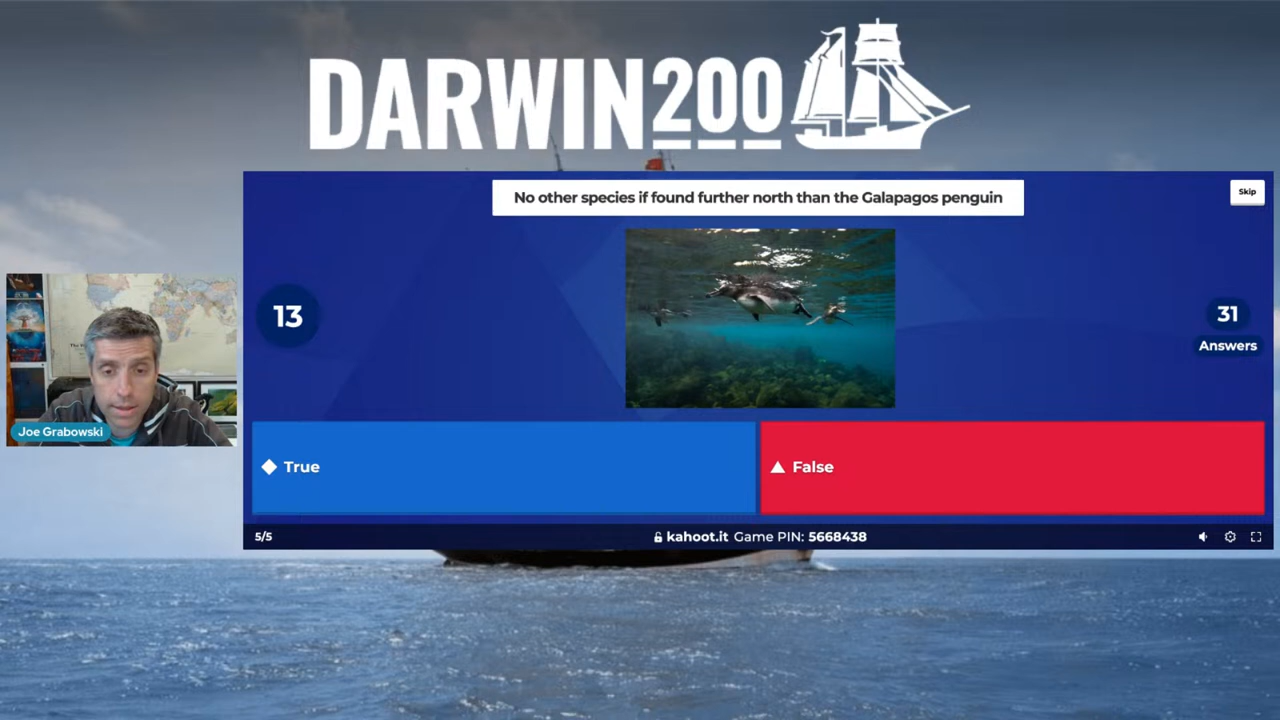 DARWIN200
No other species if found further north than the Galapagos penguin
Skip
13
31
Answers
Joe Grabowski
True
False
5/5
kahoot.it Game PIN: 5668438